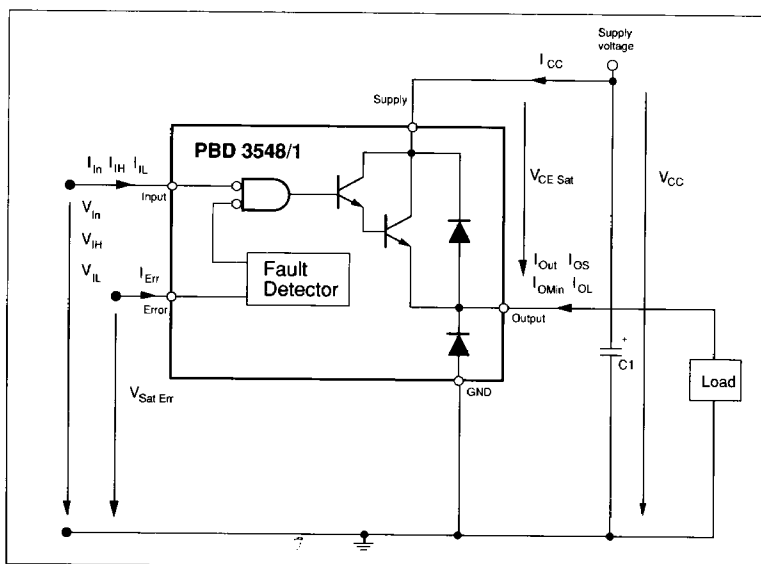 Supply
voltage
I CC
Supply
PBD 3548/1
I In I IH I IL
Input
V In
V IH
V IL
V CE Sat
V CC
I Err
Error
Fault
Detector
I Out I OS
I OMin I OL
Output
+
C1
Load
GND
V Sat Err